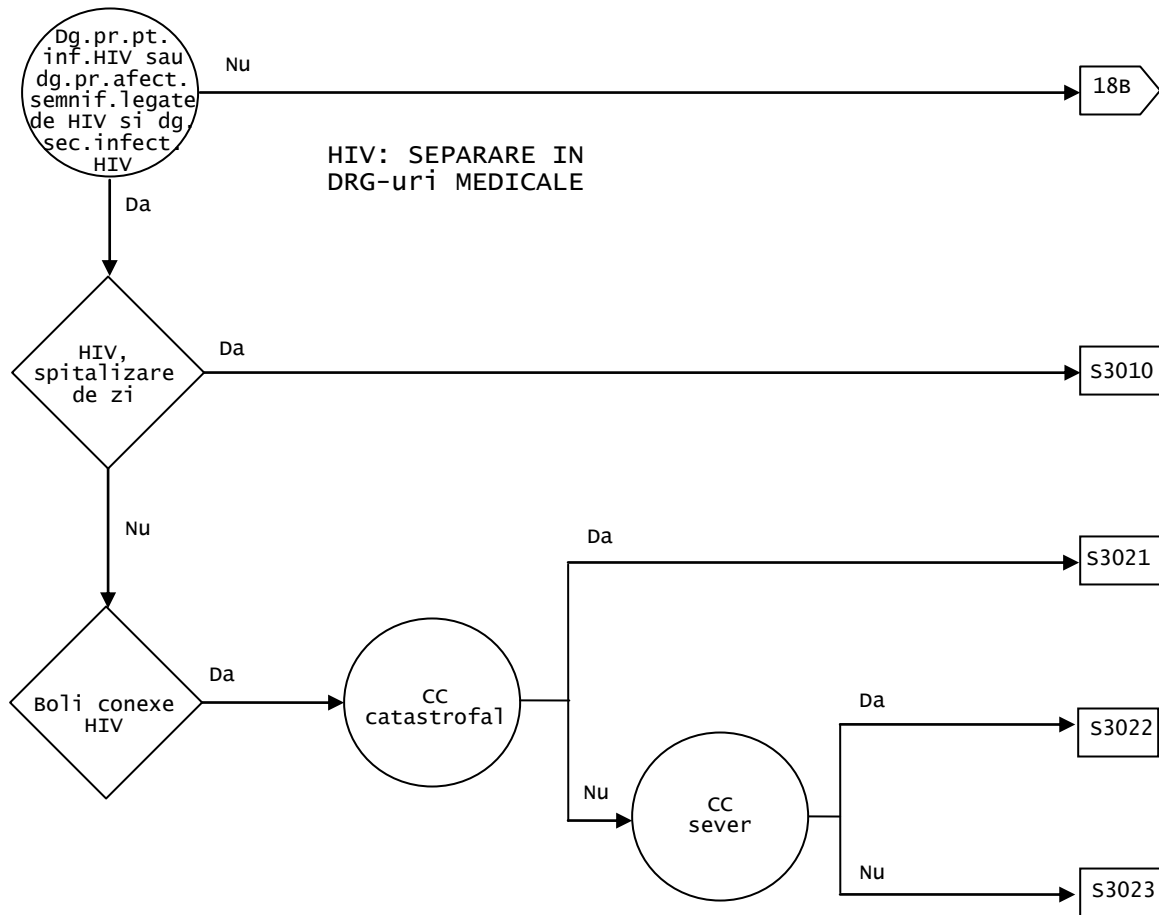 Dg.pr.pt.
inf.HIV sau
dg.pr.afect.
semnif.legate
de HIV si dg.
sec.infect.
HIV
Nu
18B
HIV: SEPARARE IN
DRG-uri MEDICALE
Da
HIV,
spitalizare
de zi
Da
S3010
Nu
Da
S3021
Boli conexe
HIV
Da
CC
catastrofal
Da
S3022
Nu
CC
sever
Nu
S3023